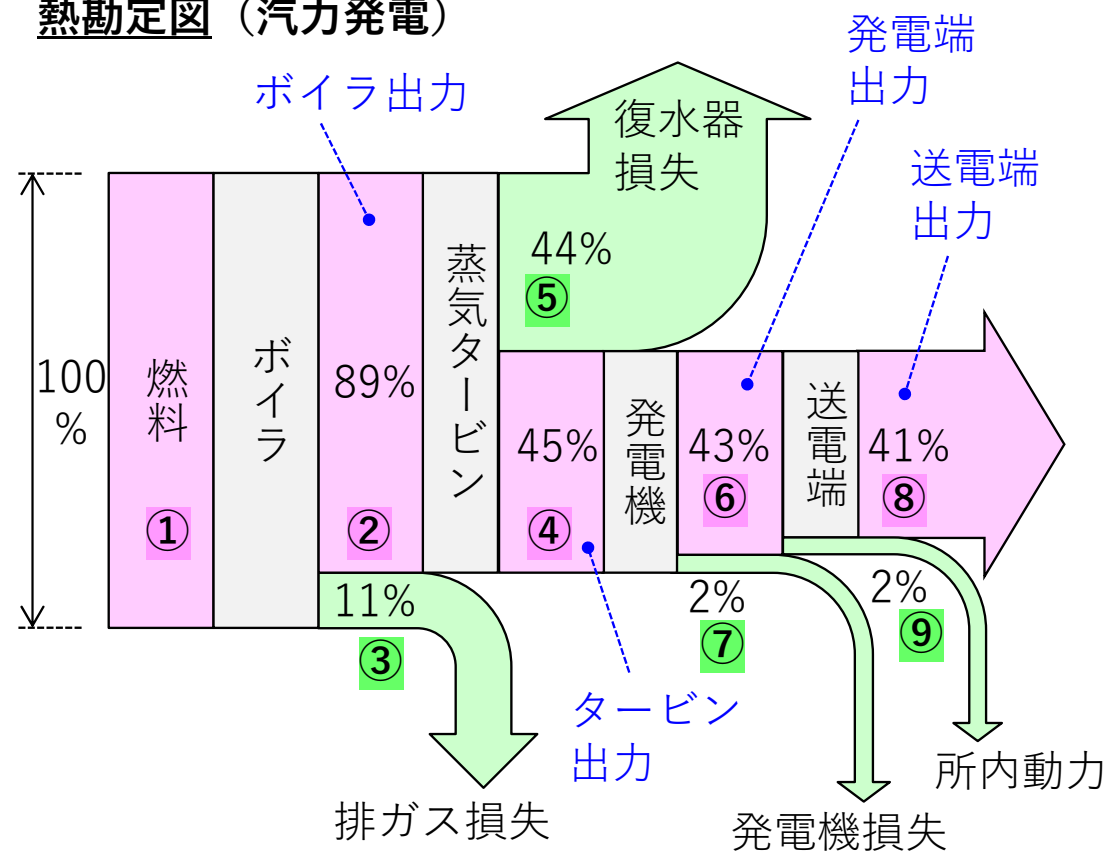 熱勘定図（汽力発電）
ボイラ出力
発電端
出力
送電端
出力
復水器
損失
44%
⑤
100
%
燃料
①
ボイラ
89%
②
蒸気タービン
45%
④
発電機
43%
⑥
送電端
41%
⑧
11%
③
2%
⑦
2%
⑨
タービン
出力
排ガス損失
発電機損失
所内動力